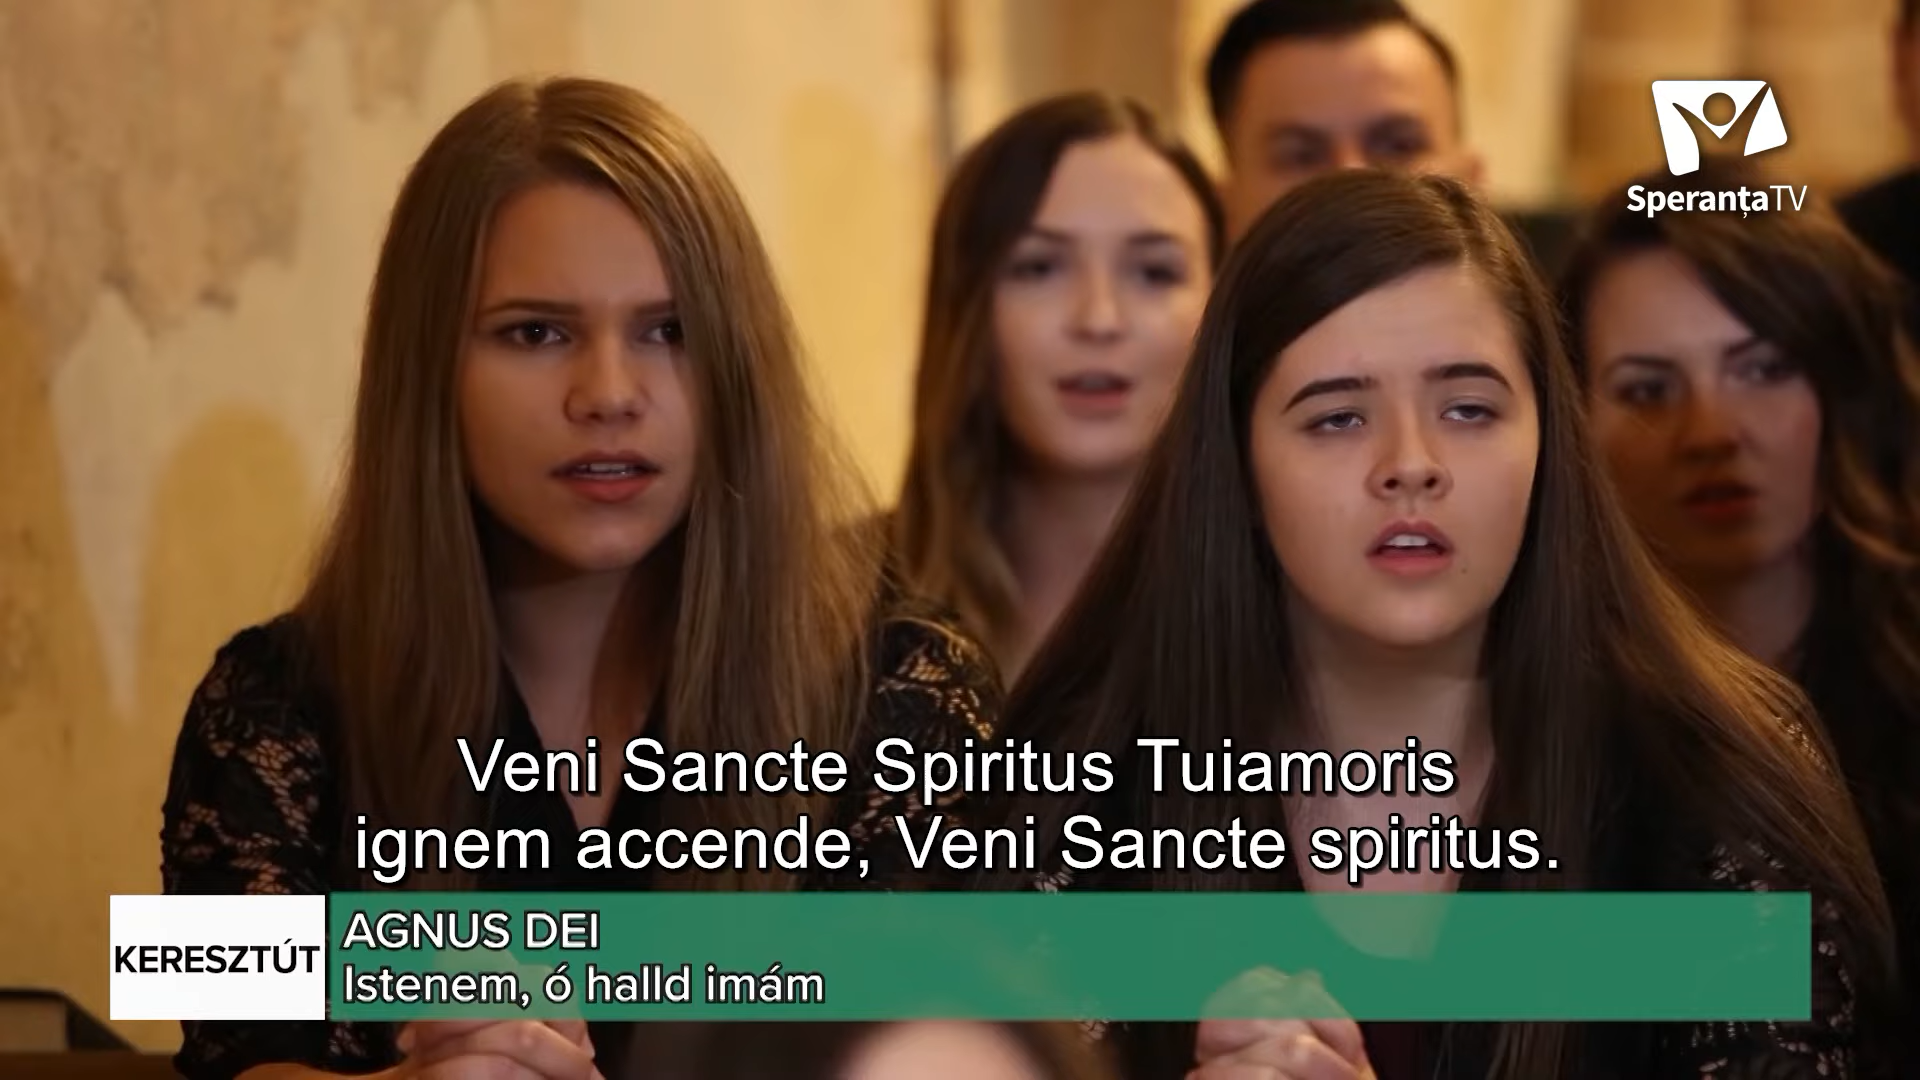 SperanțaTV
Veni Sancte Spiritus Tuiamoris
ignem accende, Veni Sancte spiritus.
KERESZTÚT
AGNUS DEI
Istenem, ó halld imám